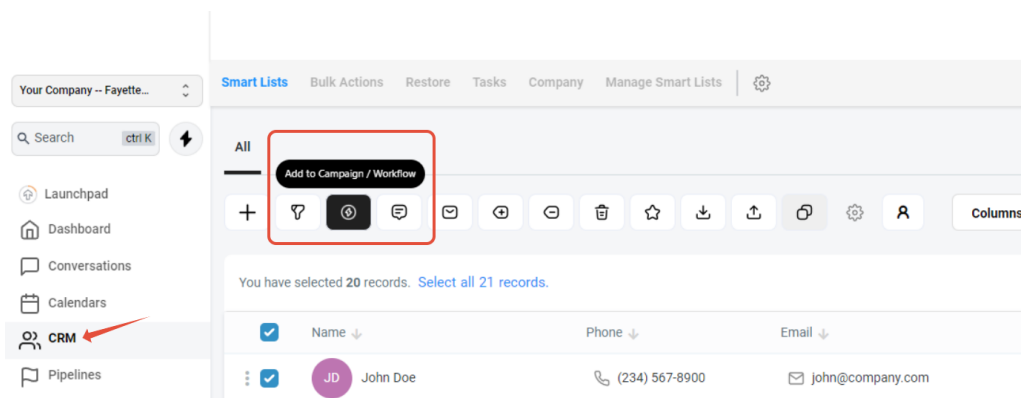 Your Company -- Fayette...
Search ctrl K
Launchpad
Dashboard
Conversations
Calendars
CRM
Pipelines
Smart Lists Bulk Actions Restore Tasks Company Manage Smart Lists
All
Add to Campaign / Workflow
Columns
You have selected 20 records. Select all 21 records.
Name Phone Email
JD John Doe (234) 567-8900 john@company.com